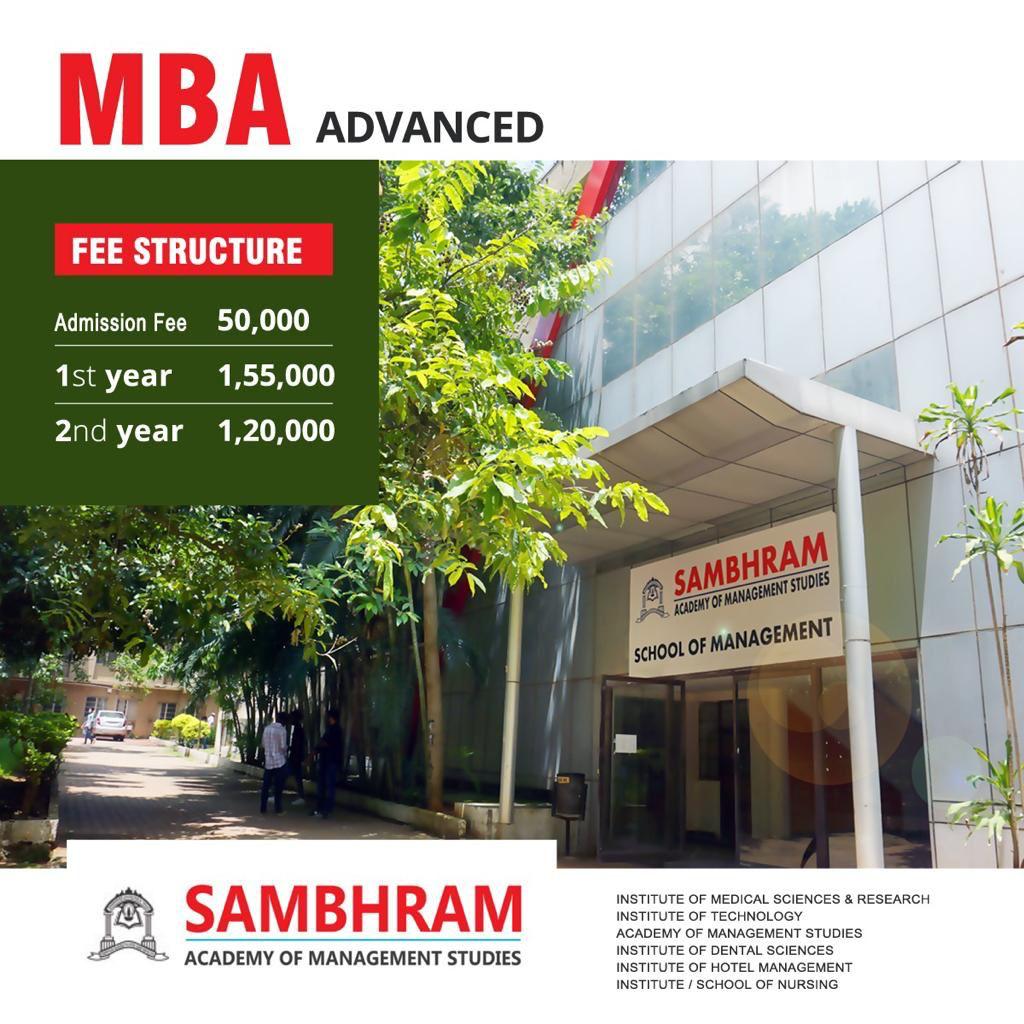 MBA ADVANCED
FEE STRUCTURE
Admission Fee 50,000
1st year 1,55,000
2nd year 1,20,000
SAMBHRAM
ACADEMY OF MANAGEMENT STUDIES
SCHOOL OF MANAGEMENT
SAMBHRAM
ACADEMY OF MANAGEMENT STUDIES
INSTITUTE OF MEDICAL SCIENCES & RESEARCH
INSTITUTE OF TECHNOLOGY
ACADEMY OF MANAGEMENT STUDIES
INSTITUTE OF DENTAL SCIENCES
INSTITUTE OF HOTEL MANAGEMENT
INSTITUTE / SCHOOL OF NURSING